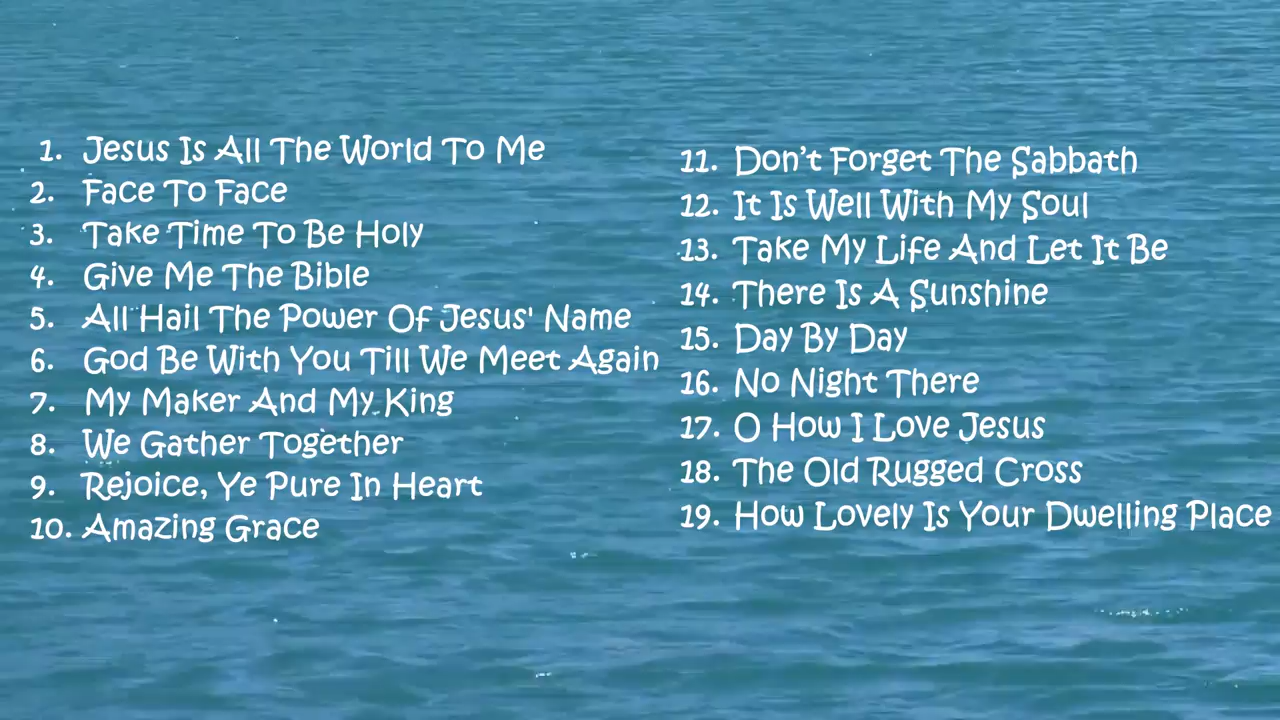 1. Jesus Is All The World To Me
2. Face To Face
3. Take Time To Be Holy
4. Give Me The Bible
5. All Hail The Power Of Jesus' Name
6. God Be With You Till We Meet Again
7. My Maker And My King
8. We Gather Together
9. Rejoice, Ye Pure In Heart
10. Amazing Grace
11. Don't Forget The Sabbath
12. It Is Well With My Soul
13. Take My Life And Let It Be
14. There Is A Sunshine
15. Day By Day
16. No Night There
17. O How I Love Jesus
18. The Old Rugged Cross
19. How Lovely Is Your Dwelling Place